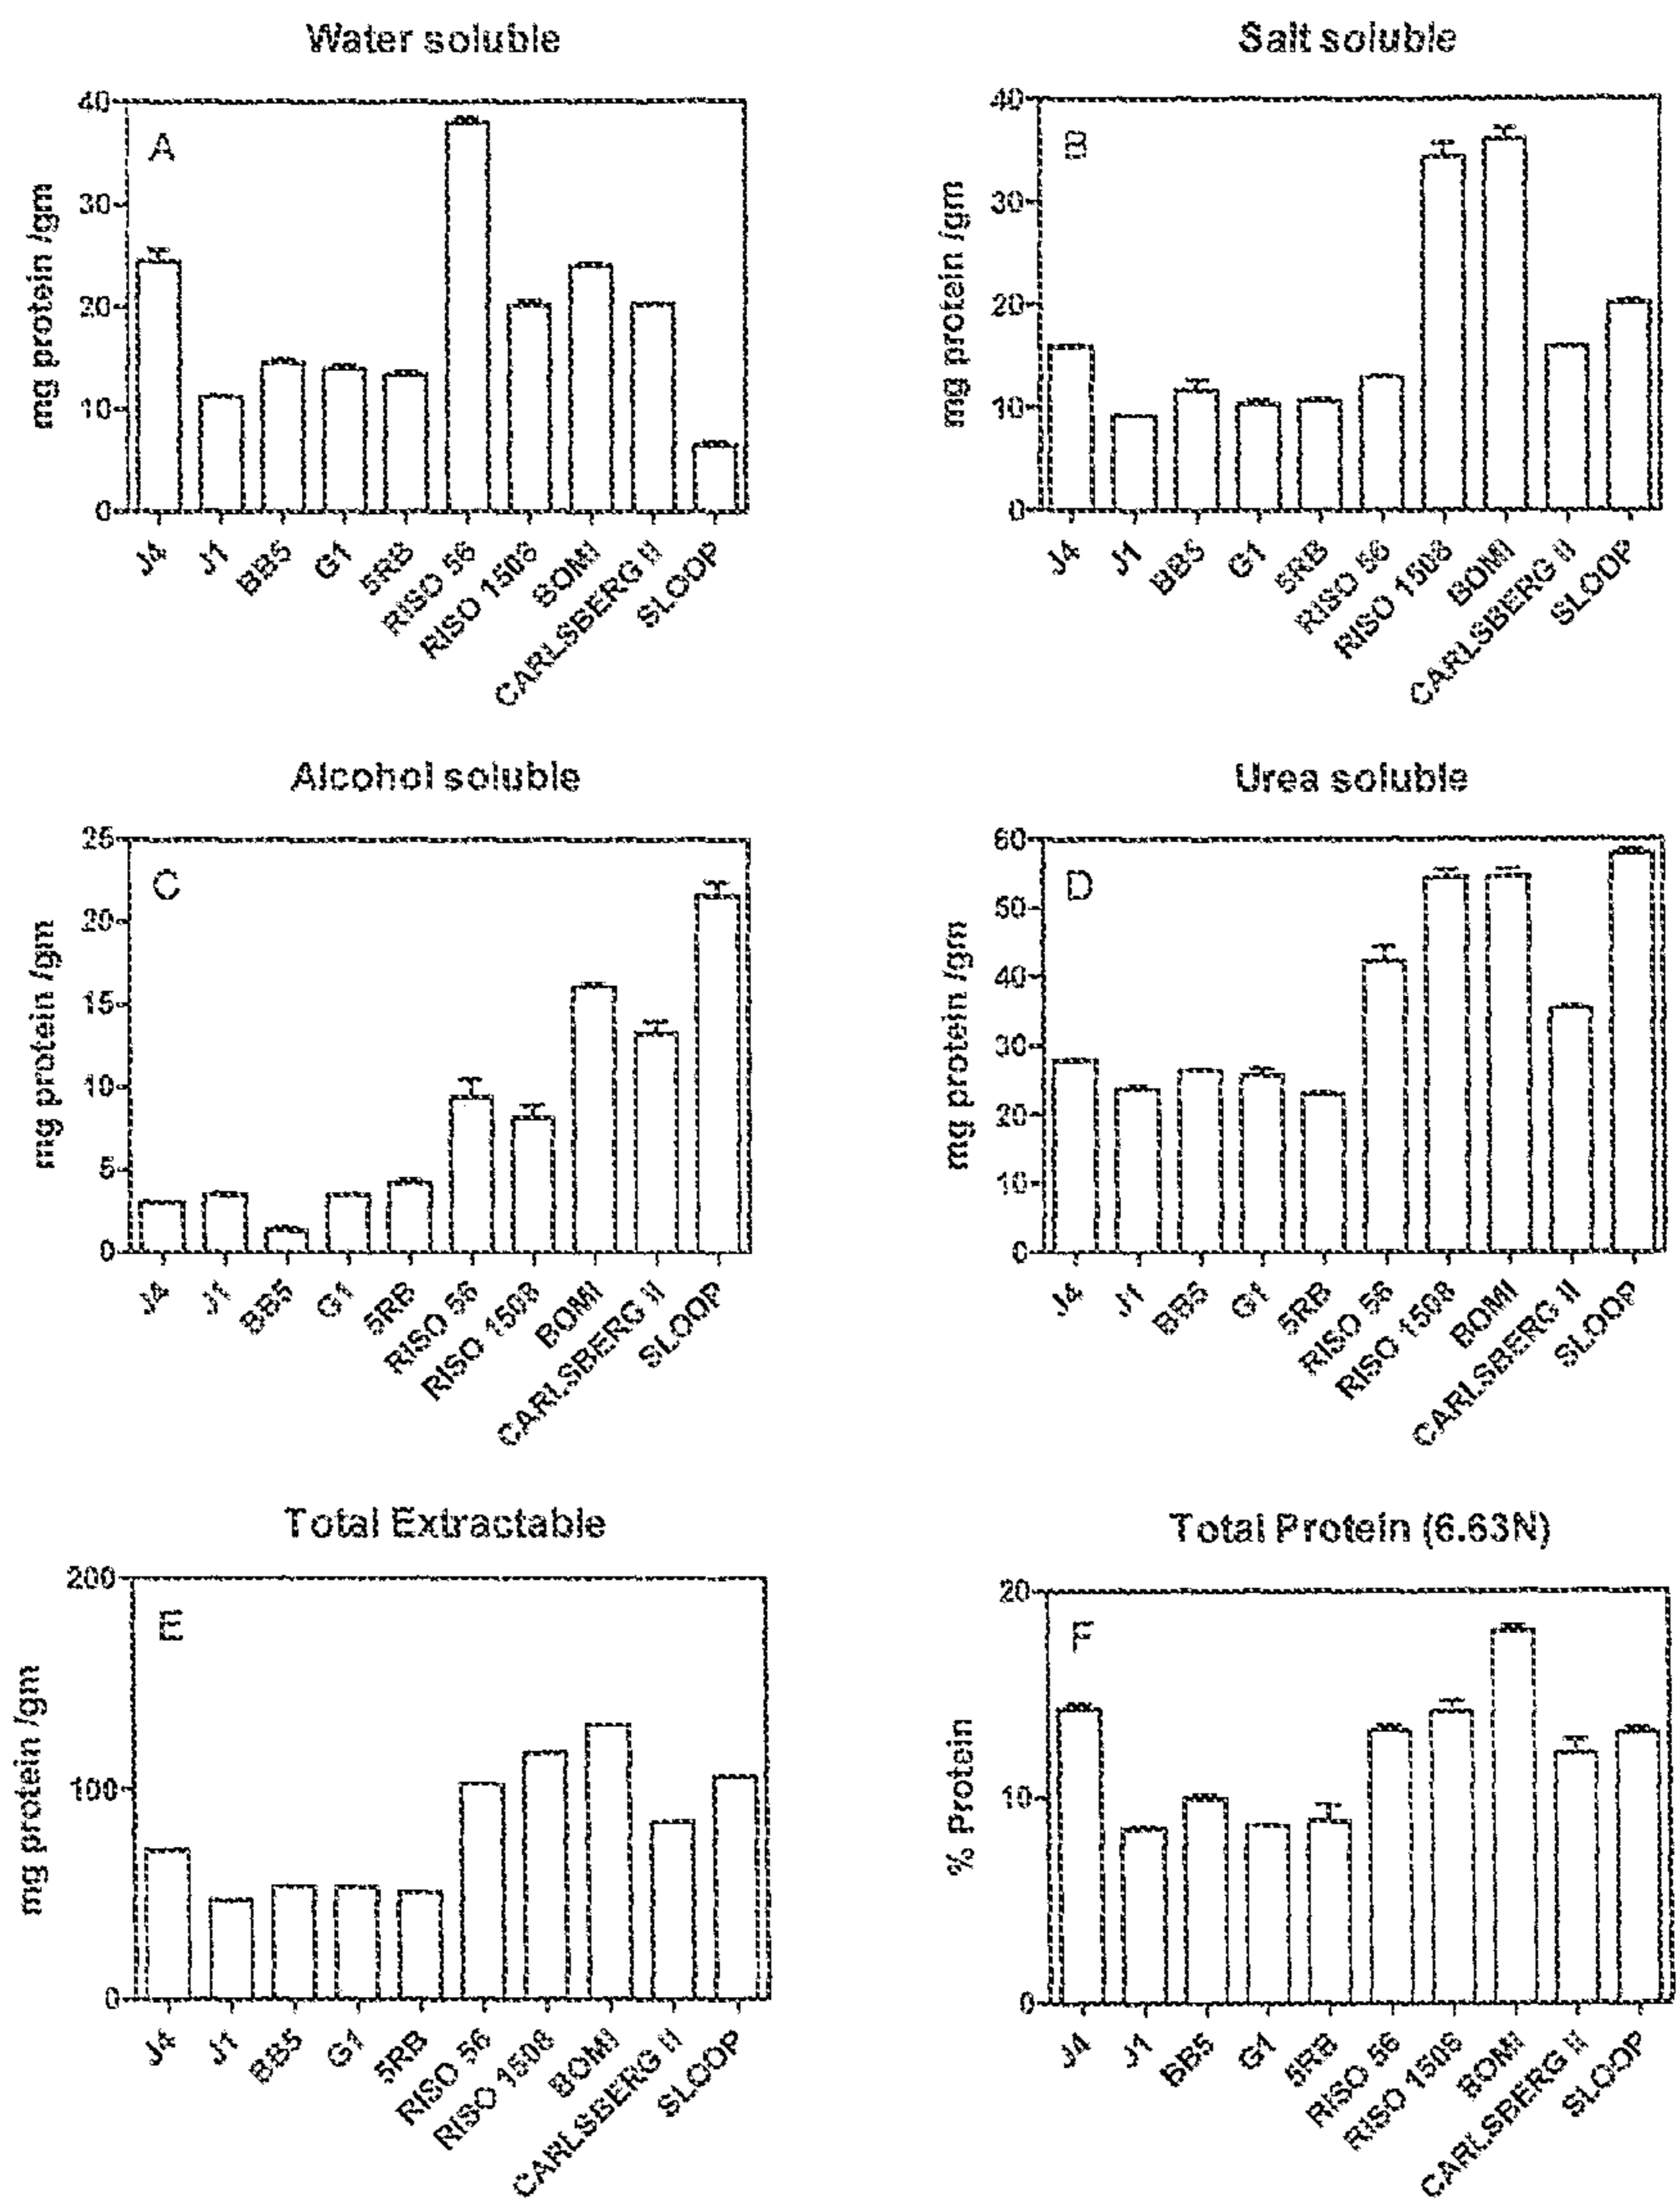 Water soluble
A
mg protein /gm
40
30
20
10
0
J4
J1
BB5
G1
5RB
RISO 56
RISO 1508
BOMI
CARLSBERG II
SLOOP
Salt soluble
B
mg protein /gm
40
30
20
10
0
J4
J1
BB5
G1
5RB
RISO 56
RISO 1508
BOMI
CARLSBERG II
SLOOP
Alcohol soluble
C
mg protein /gm
25
20
15
10
5
0
J4
J1
BB5
G1
5RB
RISO 56
RISO 1508
BOMI
CARLSBERG II
SLOOP
Urea soluble
D
mg protein /gm
60
50
40
30
20
10
0
J4
J1
BB5
G1
5RB
RISO 56
RISO 1508
BOMI
CARLSBERG II
SLOOP
Total Extractable
E
mg protein /gm
200
100
0
J4
J1
BB5
G1
5RB
RISO 56
RISO 1508
BOMI
CARLSBERG II
SLOOP
Total Protein (6.63N)
F
% Protein
20
10
0
J4
J1
BB5
G1
5RB
RISO 56
RISO 1508
BOMI
CARLSBERG II
SLOOP